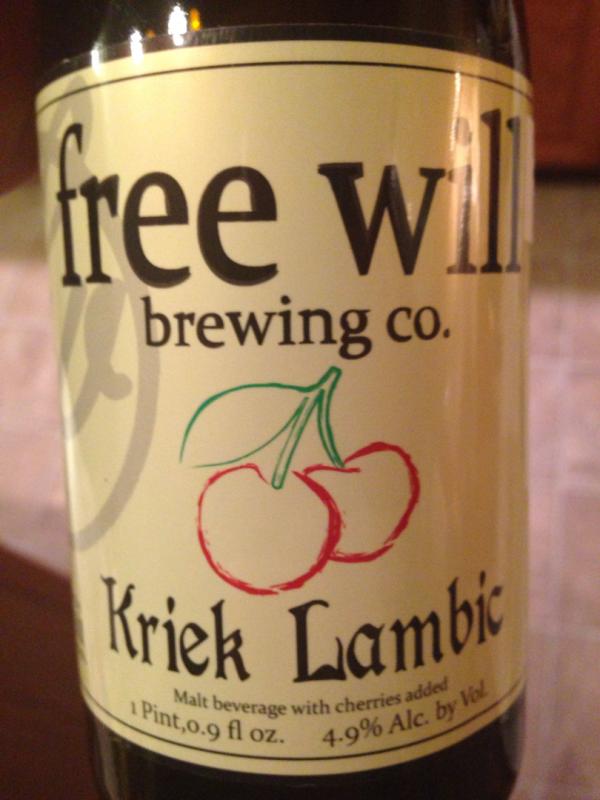 free will
brewing co.
Kriek Lambic
Malt beverage with cherries added
1 Pint,0.9 fl oz. 4.9% Alc. by Vol.